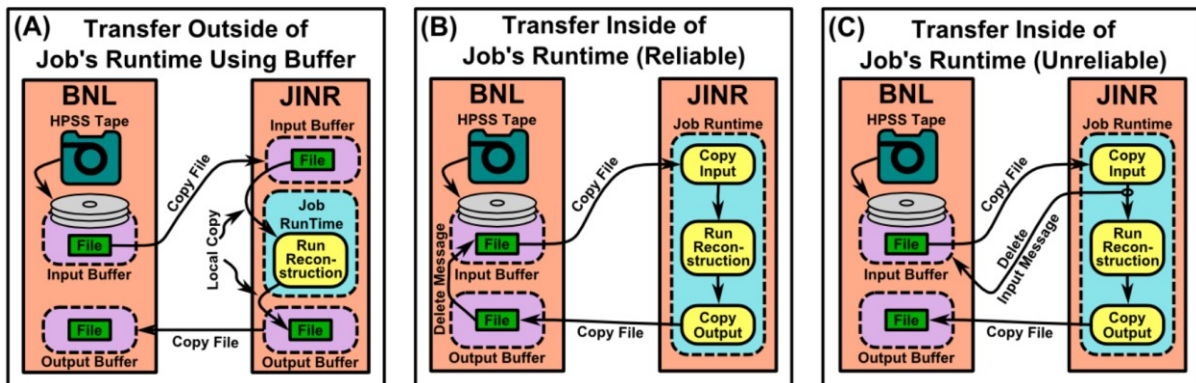 (A) Transfer Outside of
Job's Runtime Using Buffer
BNL
HPSS Tape
File
Input Buffer
File
Output Buffer
Copy File
Local Copy
Copy File
JINR
Input Buffer
File
Job
RunTime
Run
Recon-
struction
File
Output Buffer
(B) Transfer Inside of
Job's Runtime (Reliable)
BNL
HPSS Tape
File
Input Buffer
Delete Message
File
Output Buffer
Copy File
Copy File
JINR
Job Runtime
Copy
Input
Run
Recon-
struction
Copy
Output
(C) Transfer Inside of
Job's Runtime (Unreliable)
BNL
HPSS Tape
File
Input Buffer
File
Output Buffer
Copy File
Delete
Input Message
Copy File
JINR
Job Runtime
Copy
Input
Run
Recon-
struction
Copy
Output